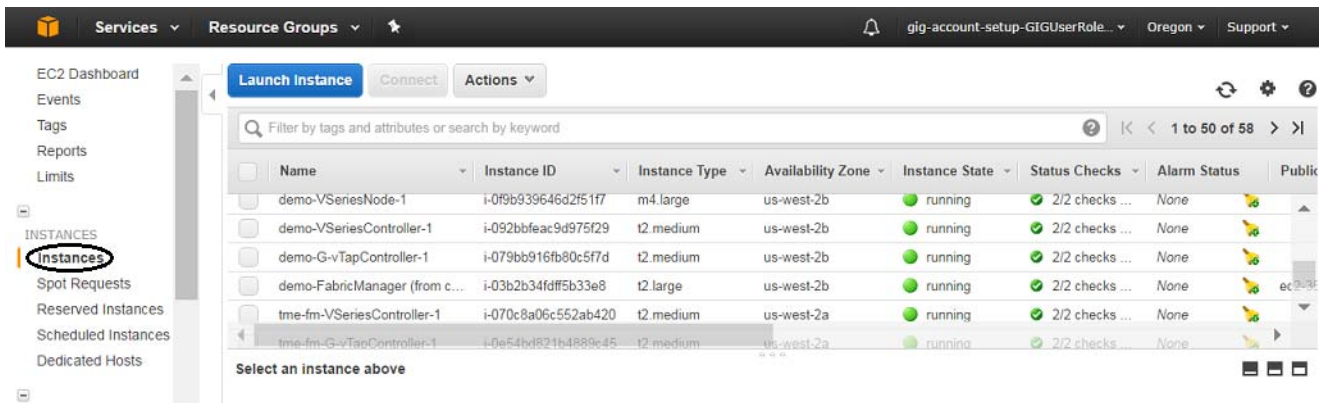 Services Resource Groups gig-account-setup-GIGUserRole... Oregon Support
EC2 Dashboard
Events
Tags
Reports
Limits
INSTANCES
Instances
Spot Requests
Reserved Instances
Scheduled Instances
Dedicated Hosts
Launch Instance Connect Actions
Filter by tags and attributes or search by keyword 1 to 50 of 58
Name Instance ID Instance Type Availability Zone Instance State Status Checks Alarm Status Public
demo-VSeriesNode-1 i-0f9b939646d2f51f7 m4.large us-west-2b running 2/2 checks ... None
demo-VSeriesController-1 i-092bbfeac9d975f29 t2.medium us-west-2b running 2/2 checks ... None
demo-G-vTapController-1 i-079bb916fb80c5f7d t2.medium us-west-2b running 2/2 checks ... None
demo-FabricManager (from c... i-03b2b34fdff5b33e8 t2.large us-west-2b running 2/2 checks ... None
tme-fm-VSeriesController-1 i-070c8a06c552ab420 t2.medium us-west-2a running 2/2 checks ... None
tme-fm-G-vTapController-1 i-0e54bd821b4889c45 t2.medium us-west-2a running 2/2 checks ... None
Select an instance above